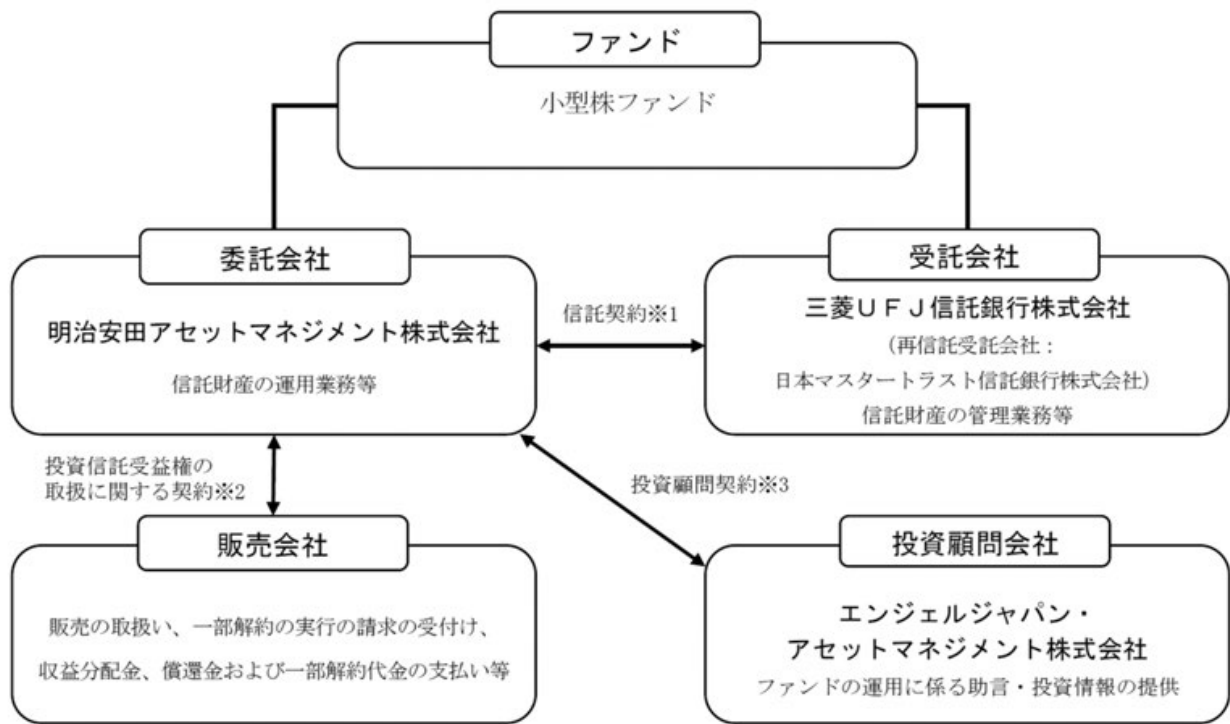 ファンド
小型株ファンド
委託会社
明治安田アセットマネジメント株式会社
信託財産の運用業務等
信託契約※1
受託会社
三菱UFJ信託銀行株式会社
(再信託受託会社:
日本マスタートラスト信託銀行株式会社)
信託財産の管理業務等
投資信託受益権の
取扱に関する契約※2
投資顧問契約※3
販売会社
販売の取扱い、一部解約の実行の請求の受付け、
収益分配金、償還金および一部解約代金の支払い等
投資顧問会社
エンジェルジャパン・
アセットマネジメント株式会社
ファンドの運用に係る助言・投資情報の提供